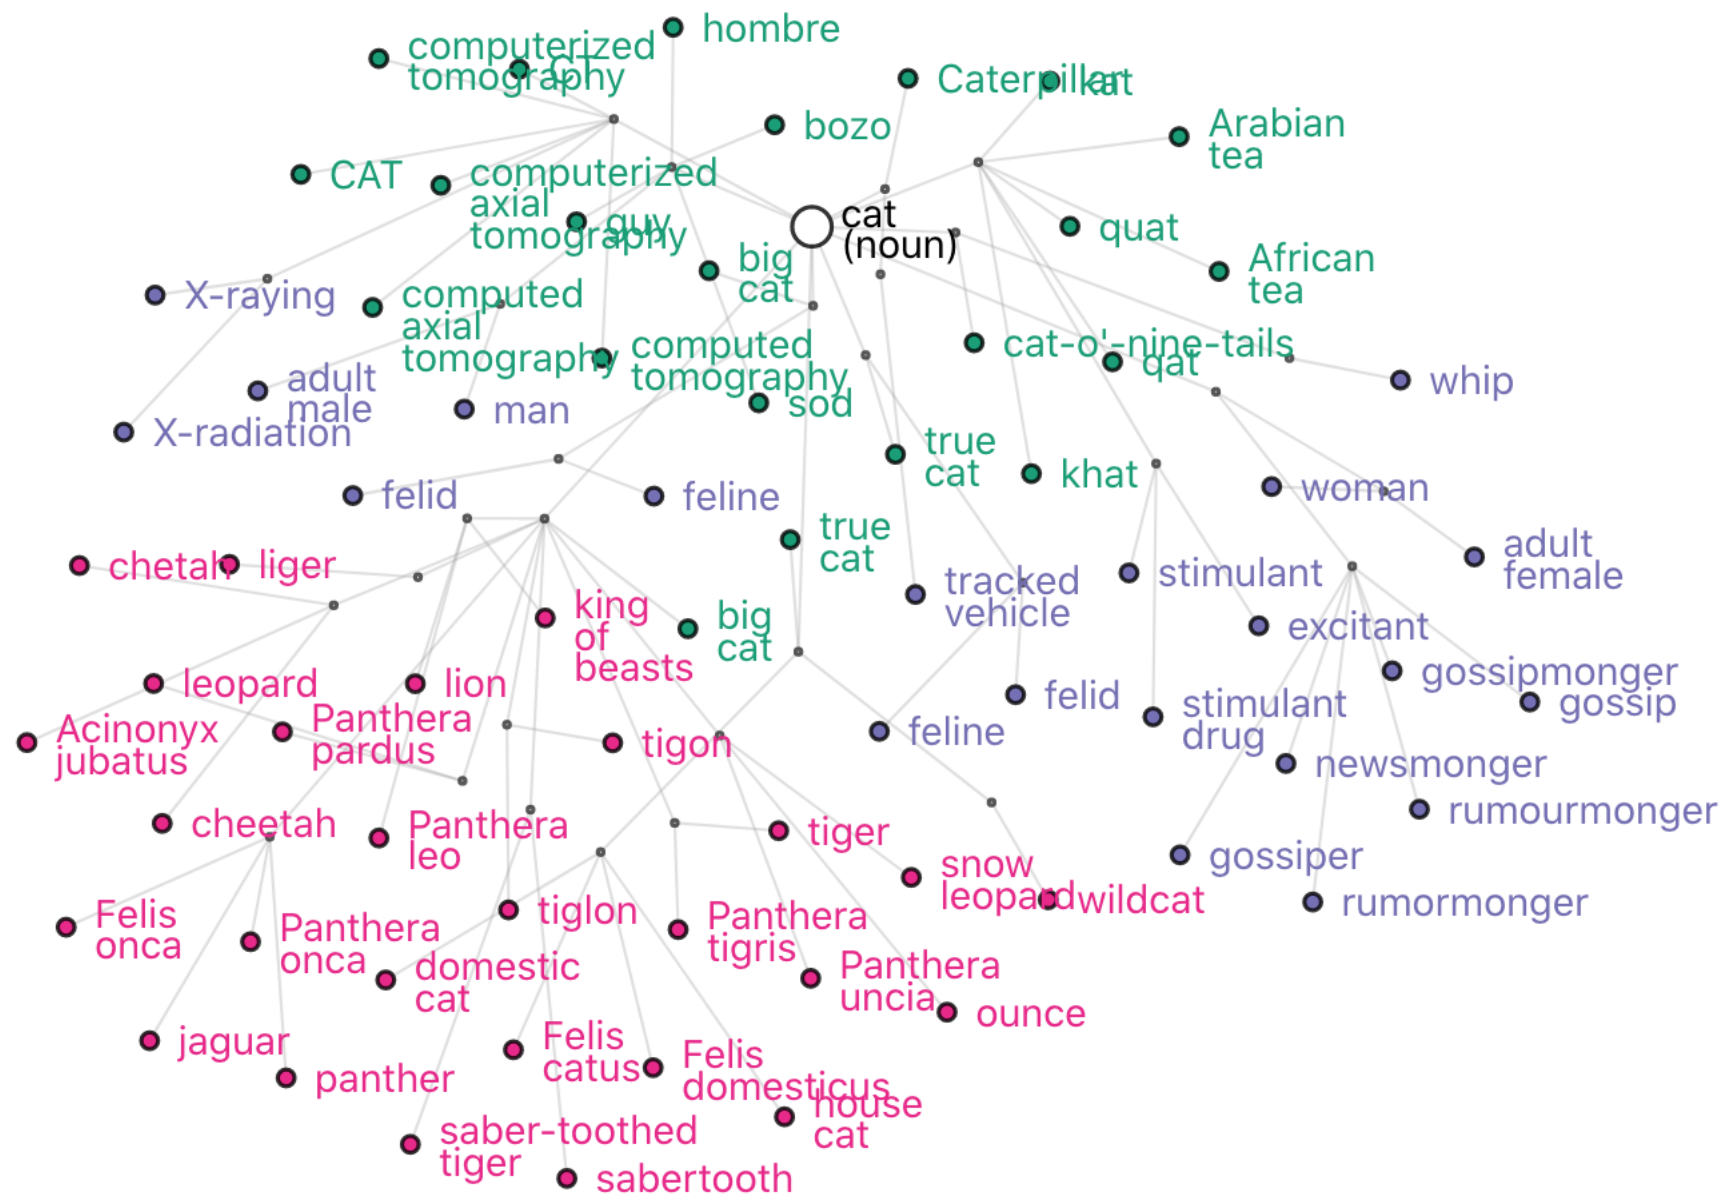 hombre
computerized
tomography
CT
Caterpillar
kat
bozo
Arabian
tea
CAT
computerized
axial
tomography
guy
cat
(noun)
quat
big
cat
African
tea
X-raying
computed
axial
tomography
computed
tomography
cat-o'-nine-tails
qat
whip
adult
male
man
sod
X-radiation
true
cat
khat
felid
feline
woman
true
cat
adult
female
chetah
liger
stimulant
tracked
vehicle
king
of
beasts
big
cat
excitant
leopard
lion
felid
gossipmonger
gossip
Acinonyx
jubatus
Panthera
pardus
tigon
feline
stimulant
drug
newsmonger
cheetah
Panthera
leo
tiger
rumourmonger
snow
leopard
wildcat
gossiper
rumormonger
Felis
onca
Panthera
onca
tiglon
Panthera
tigris
domestic
cat
Panthera
uncia
ounce
jaguar
panther
Felis
catus
Felis
domesticus
house
cat
saber-toothed
tiger
sabertooth